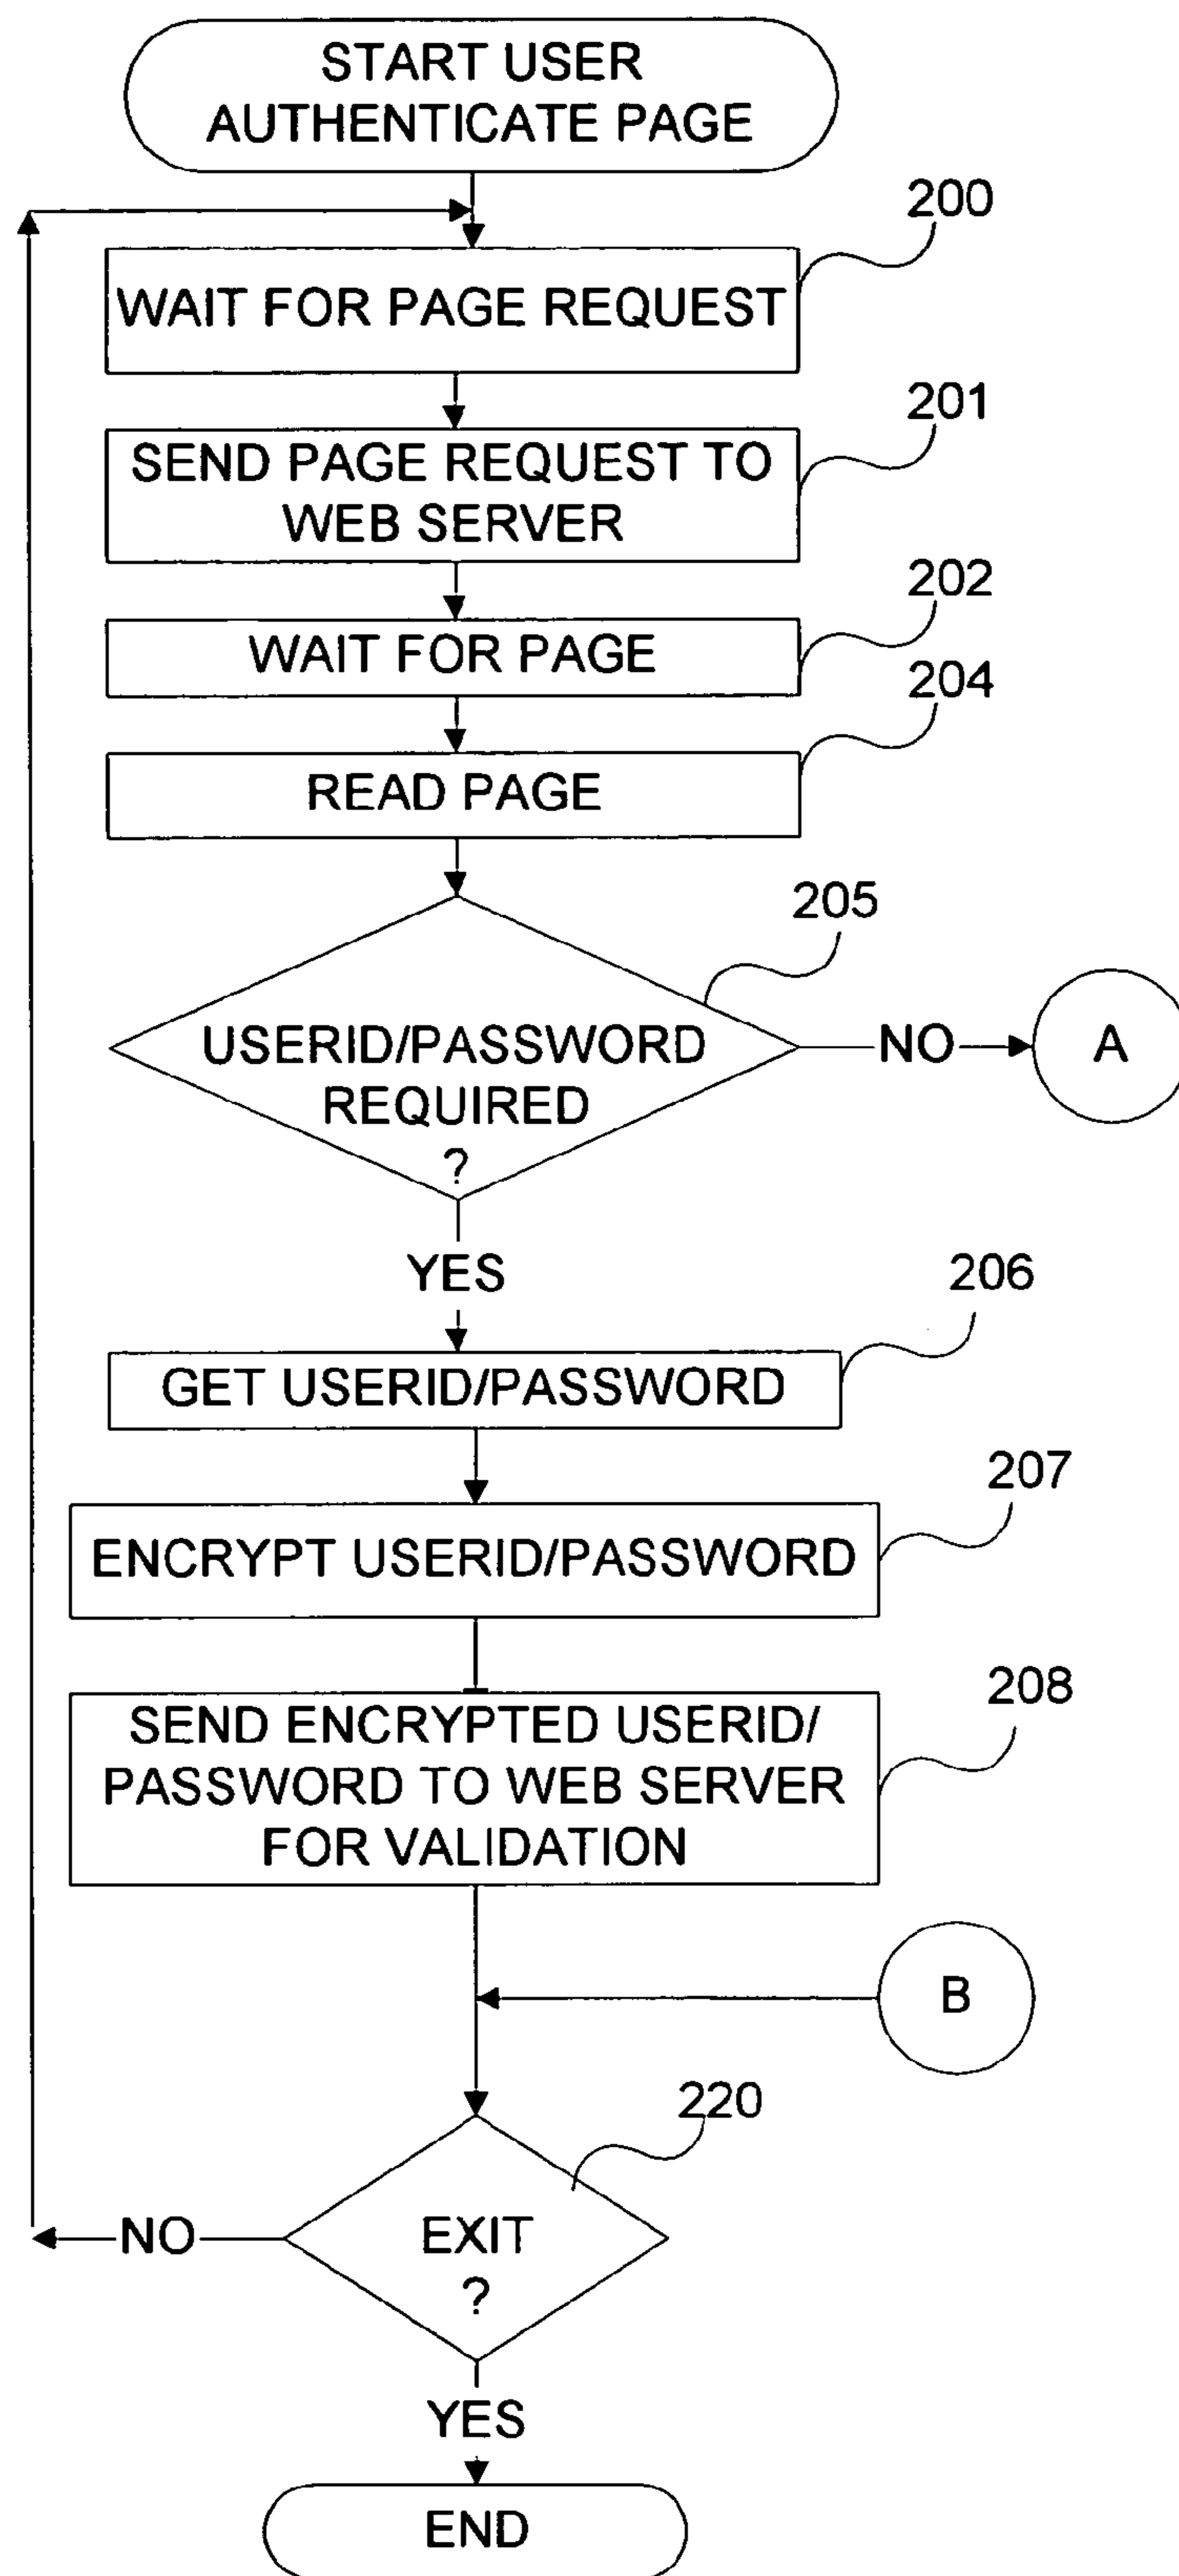 START USER
AUTHENTICATE PAGE
200
WAIT FOR PAGE REQUEST
201
SEND PAGE REQUEST TO
WEB SERVER
202
WAIT FOR PAGE
204
READ PAGE
205
USERID/PASSWORD
REQUIRED
?
NO
A
YES
206
GET USERID/PASSWORD
207
ENCRYPT USERID/PASSWORD
208
SEND ENCRYPTED USERID/
PASSWORD TO WEB SERVER
FOR VALIDATION
B
220
EXIT
?
NO
YES
END